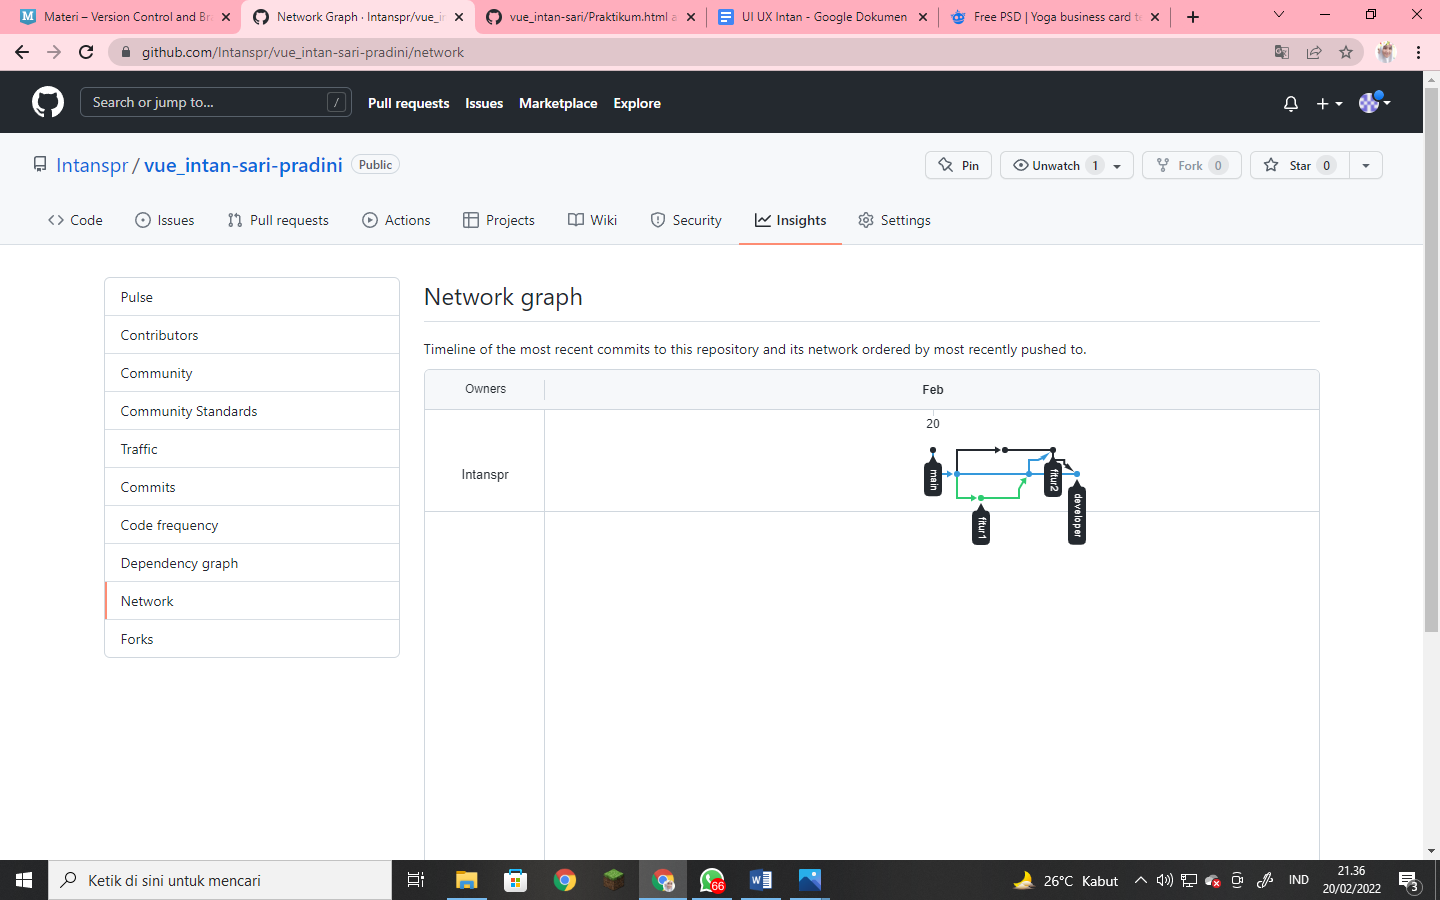 Materi – Version Control and Bra
Network Graph · Intanspr/vue_in
vue_intan-sari/Praktikum.html a
UI UX Intan - Google Dokumen
Free PSD | Yoga business card te
github.com/Intanspr/vue_intan-sari-pradini/network
Search or jump to... /
Pull requests Issues Marketplace Explore
Intanspr / vue_intan-sari-pradini Public
Pin Unwatch 1 Fork 0 Star 0
Code Issues Pull requests Actions Projects Wiki Security Insights Settings
Pulse
Contributors
Community
Community Standards
Traffic
Commits
Code frequency
Dependency graph
Network
Forks
Network graph
Timeline of the most recent commits to this repository and its network ordered by most recently pushed to.
Owners Feb
20
Intanspr
main
fitur2
developer
fitur1
Ketik di sini untuk mencari
66
26°C Kabut
IND
21.36
20/02/2022
3